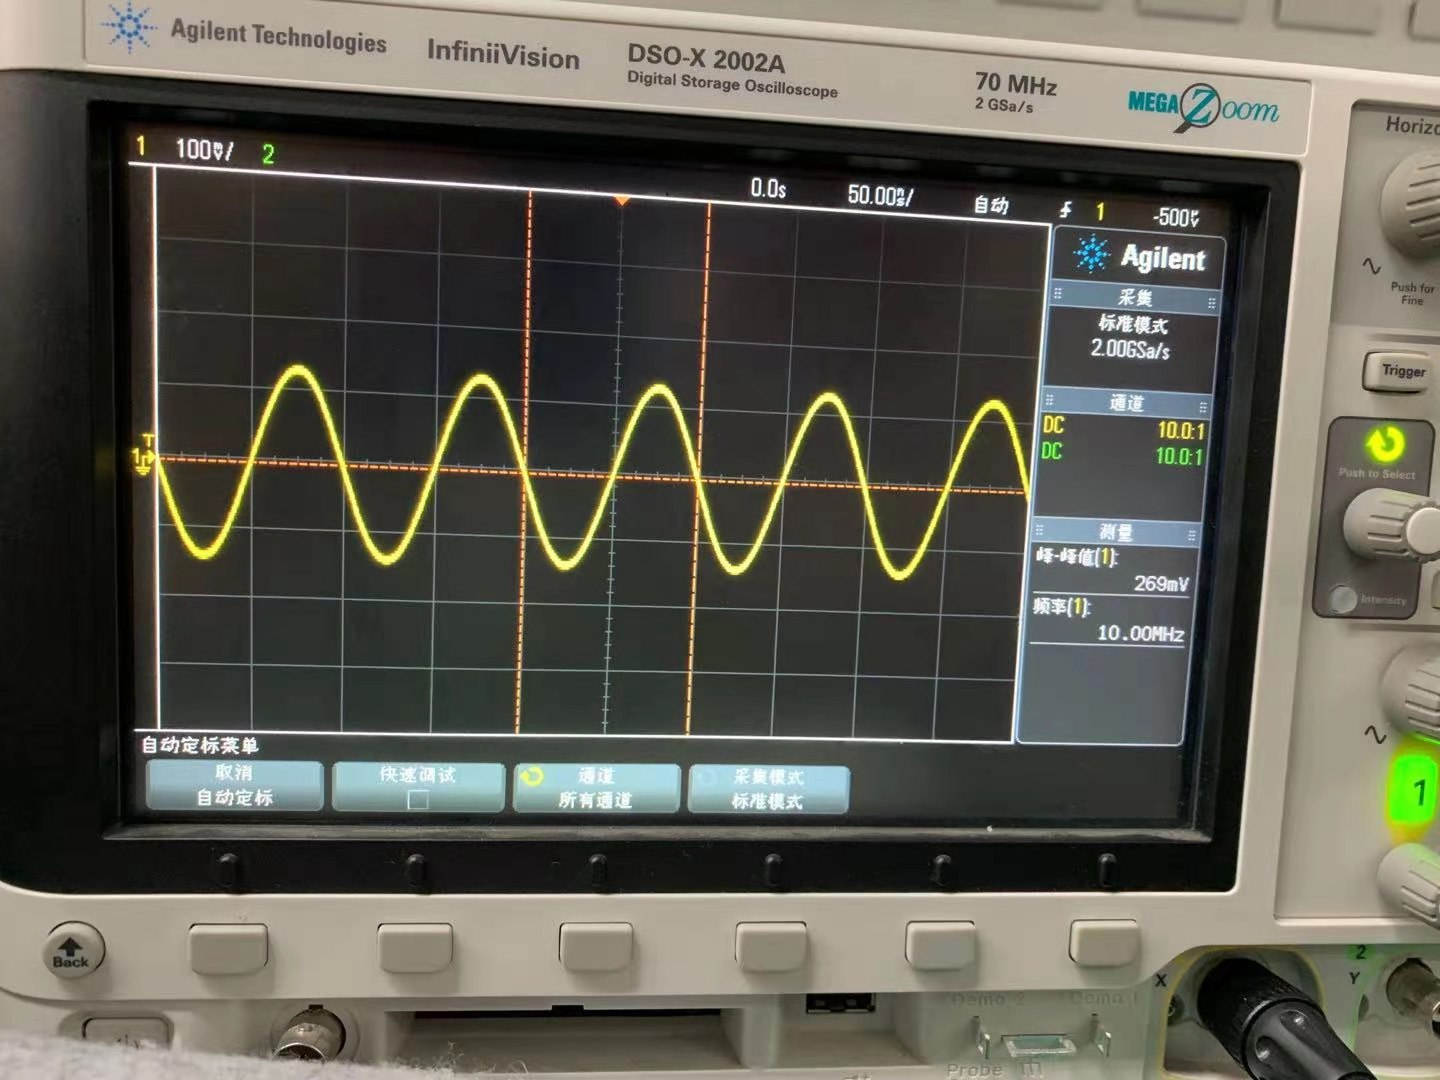 Agilent Technologies
InfiniiVision
DSO-X 2002A
Digital Storage Oscilloscope
70 MHz
2 GSa/s
MEGA Zoom
Horizo
1 100mV/ 2 0.0s 50.00ns/ 自动 1
Agilent
采集
标准模式
2.00GSa/s
通道
DC 10.0:1
DC 10.0:1
测量
峰-峰值(1):
269mV
频率(1):
10.00MHz
T
1
自动定标菜单
取消
自动定标
快速调试
通道
所有通道
采集模式
标准模式
Push for
Fine
Trigger
Push to Select
Intensity
1
Back
X
2
Y
Demo 2
Demo 1
Probe